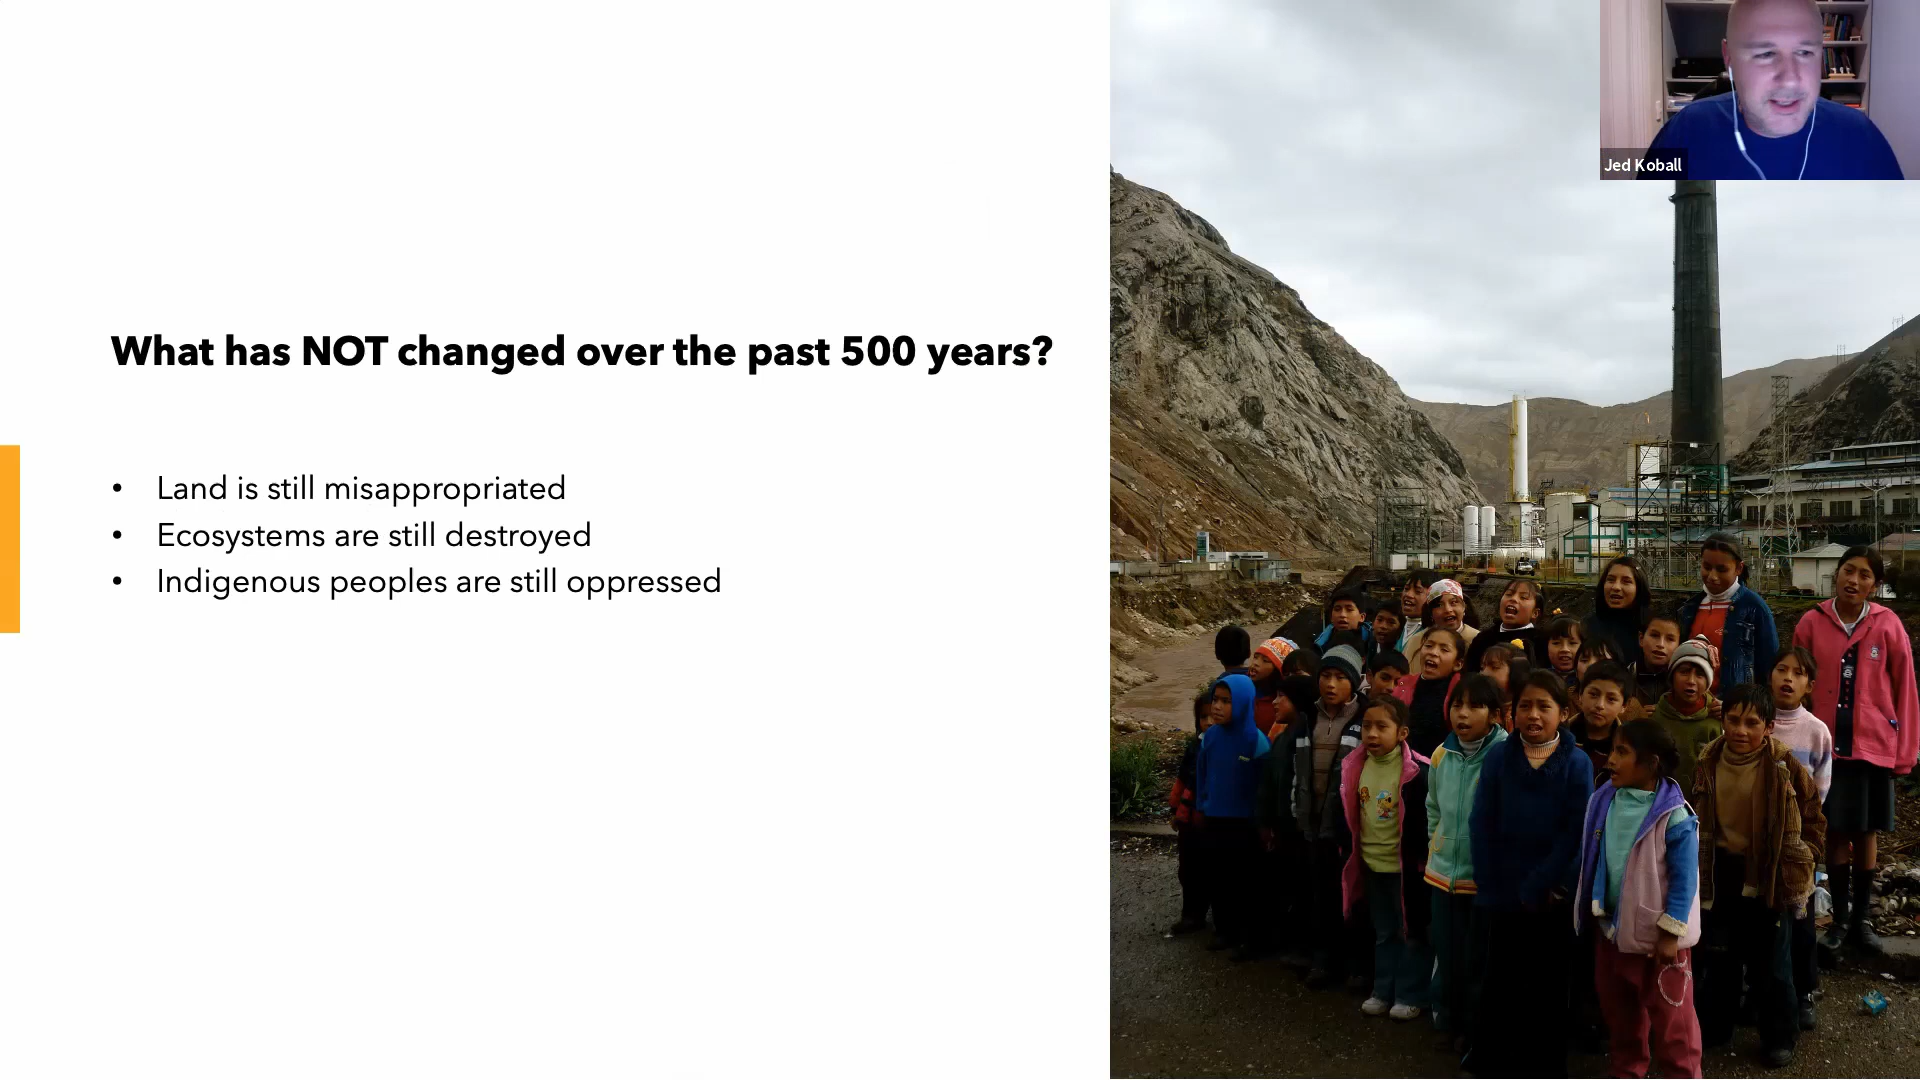 Jed Koball
What has NOT changed over the past 500 years?
• Land is still misappropriated
• Ecosystems are still destroyed
• Indigenous peoples are still oppressed